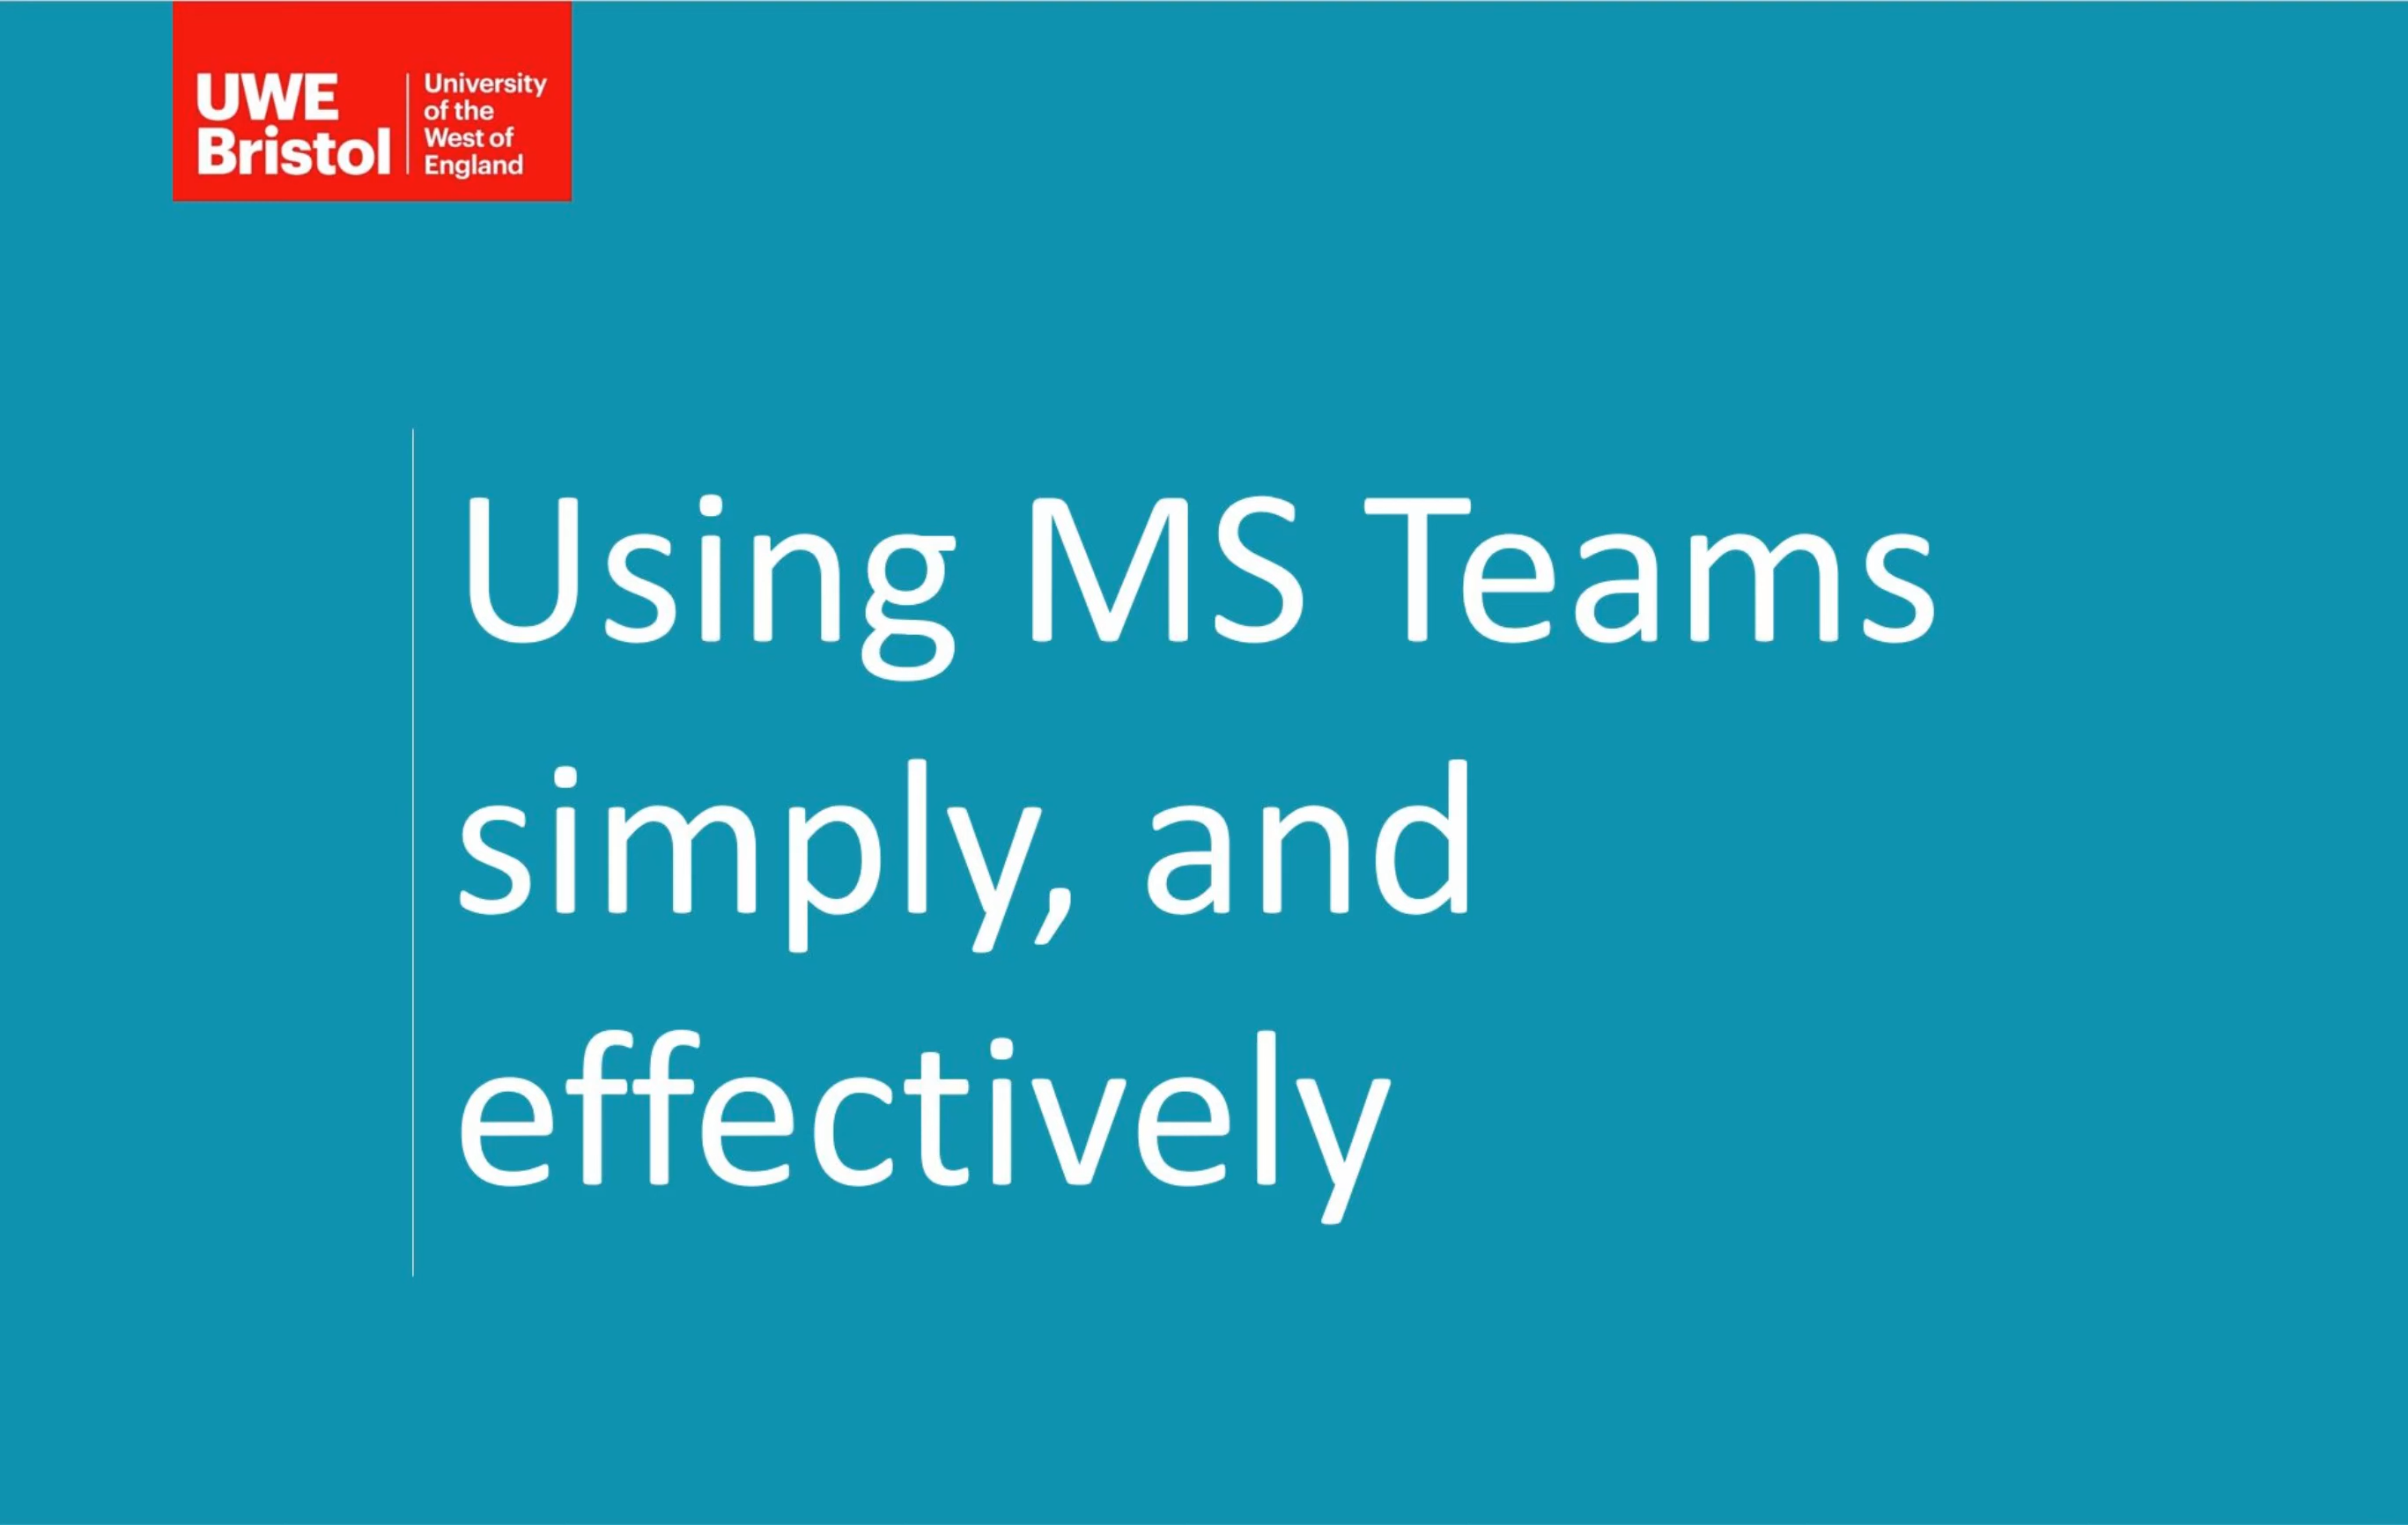 UWE
Bristol
University
of the
West of
England
Using MS Teams
simply, and
effectively